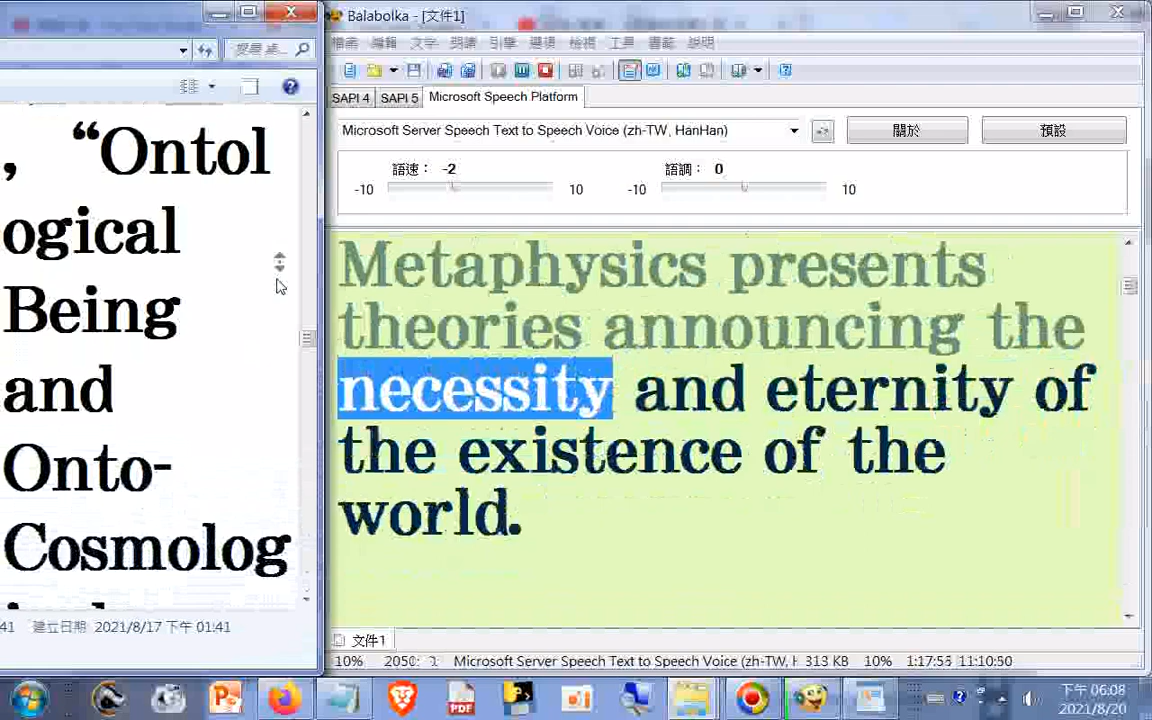 Balabolka - [文件1]
檔案 編輯 文字 朗讀 引擎 選項 檢視 工具 書籤 說明
SAPI 4 SAPI 5 Microsoft Speech Platform
Microsoft Server Speech Text to Speech Voice (zh-TW, HanHan) 關於 預設
語速： -2 語調： 0
-10 10 -10 10
, “Ontol
ogical
Being
and
Onto-
Cosmolog
41 建立日期: 2021/8/17 下午 01:41
Metaphysics presents
theories announcing the
necessity and eternity of
the existence of the
world.
文件1
10% 2050: 1 Microsoft Server Speech Text to Speech Voice (zh-TW, H 313 KB 10% 1:17:55 11:10:50
下午 06:08
2021/8/20